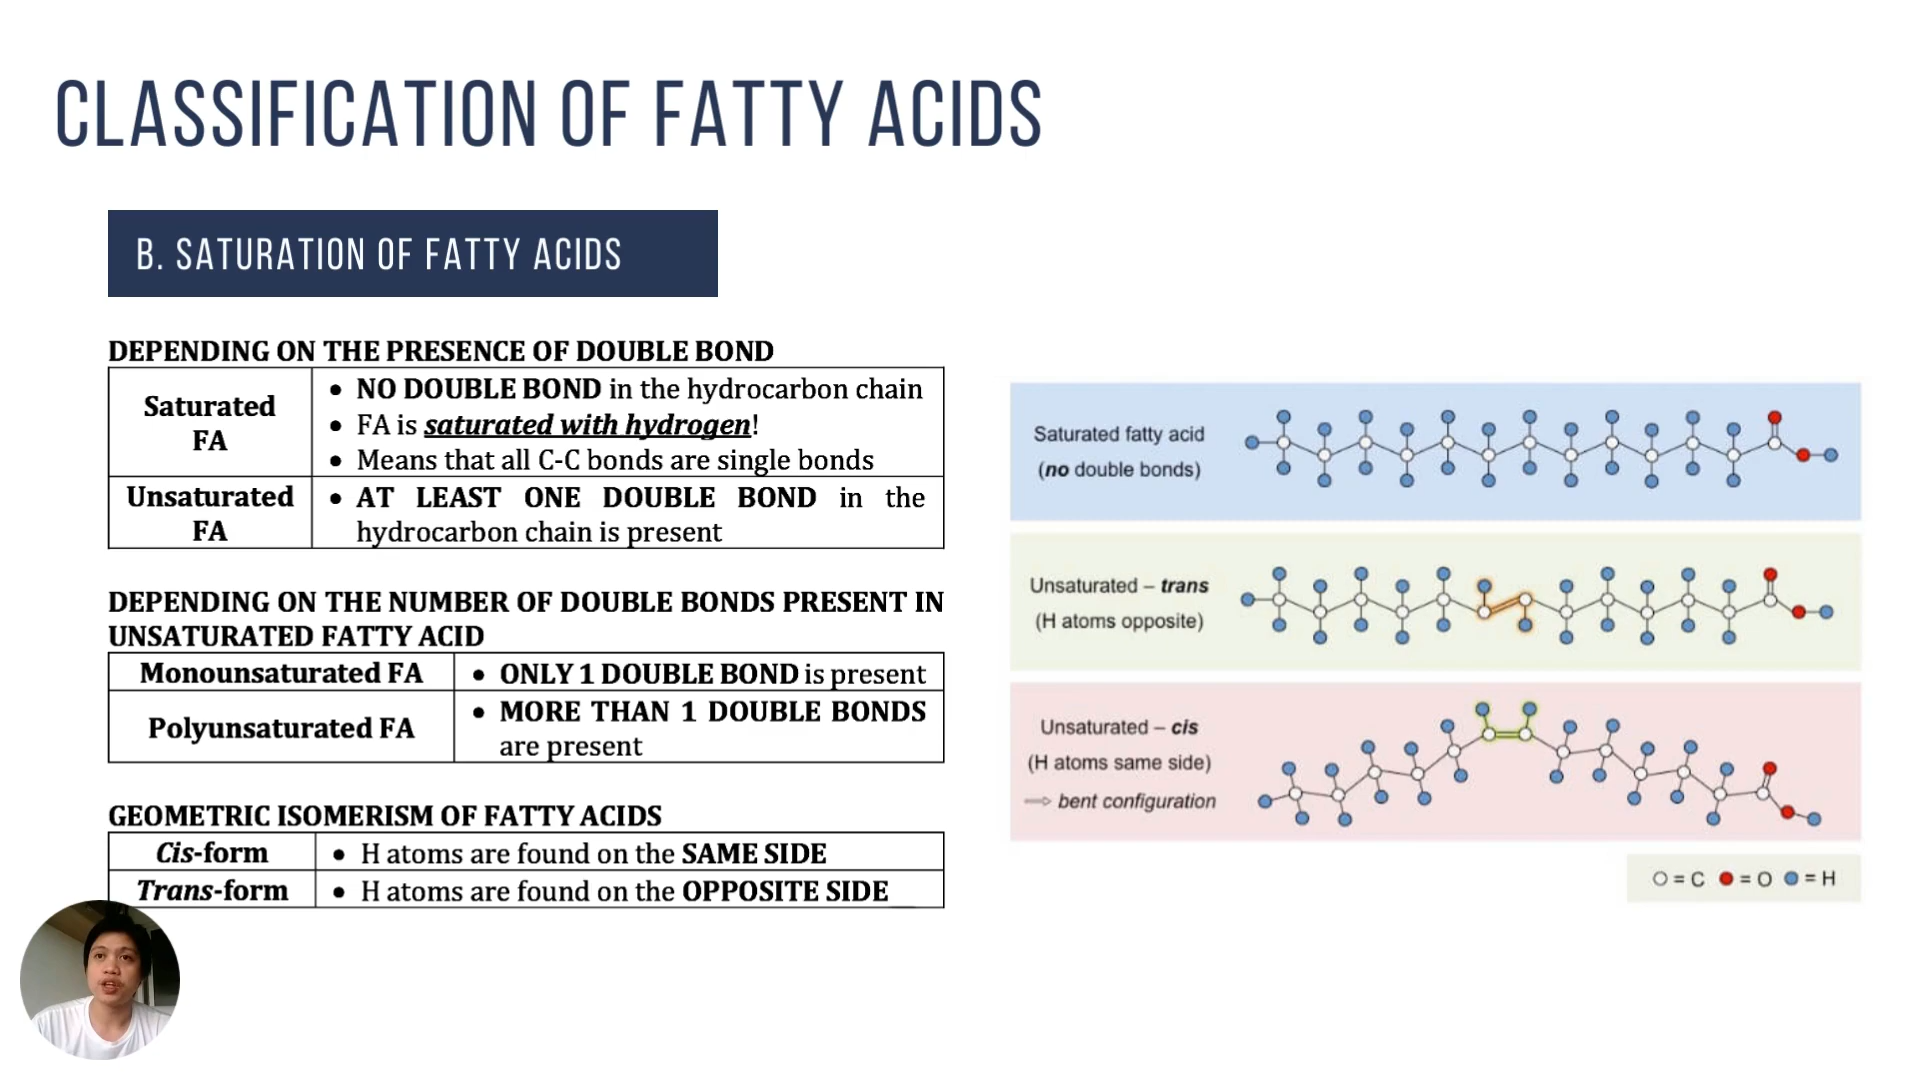 CLASSIFICATION OF FATTY ACIDS
B. SATURATION OF FATTY ACIDS
DEPENDING ON THE PRESENCE OF DOUBLE BOND
Saturated
FA
• NO DOUBLE BOND in the hydrocarbon chain
• FA is saturated with hydrogen!
• Means that all C-C bonds are single bonds
Unsaturated
FA
• AT LEAST ONE DOUBLE BOND in the
hydrocarbon chain is present
DEPENDING ON THE NUMBER OF DOUBLE BONDS PRESENT IN
UNSATURATED FATTY ACID
Monounsaturated FA
• ONLY 1 DOUBLE BOND is present
Polyunsaturated FA
• MORE THAN 1 DOUBLE BONDS
are present
GEOMETRIC ISOMERISM OF FATTY ACIDS
Cis-form
• H atoms are found on the SAME SIDE
Trans-form
• H atoms are found on the OPPOSITE SIDE
Saturated fatty acid
(no double bonds)
Unsaturated – trans
(H atoms opposite)
Unsaturated – cis
(H atoms same side)
⇒ bent configuration
= C = O = H